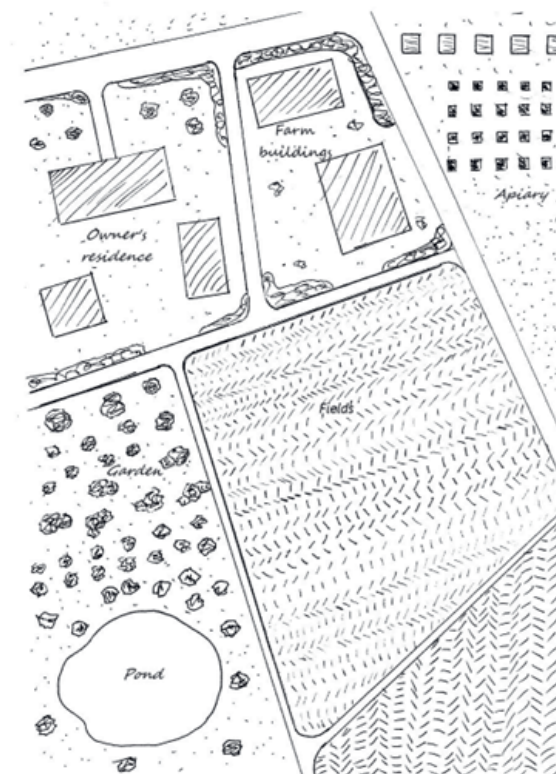 Farm
buildings
Apiary
Owner's
residence
Fields
Garden
Pond